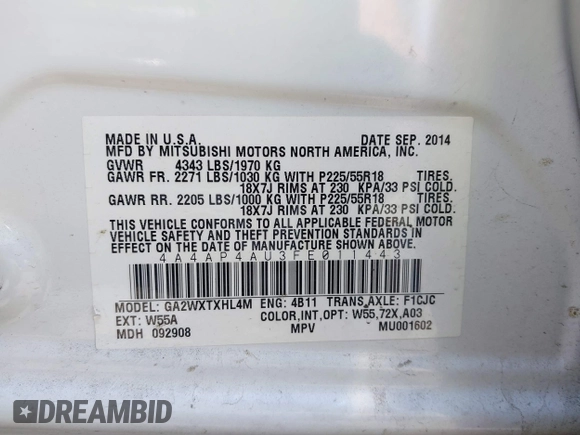 MADE IN U.S.A. DATE SEP. 2014
MFD BY MITSUBISHI MOTORS NORTH AMERICA, INC.
GVWR 4343 LBS/1970 KG
GAWR FR. 2271 LBS/1030 KG WITH P225/55R18 TIRES.
18X7J RIMS AT 230 KPA/33 PSI COLD.
GAWR RR. 2205 LBS/1000 KG WITH P225/55R18 TIRES.
18X7J RIMS AT 230 KPA/33 PSI COLD.
THIS VEHICLE CONFORMS TO ALL APPLICABLE FEDERAL MOTOR
VEHICLE SAFETY AND THEFT PREVENTION STANDARDS IN
EFFECT ON THE DATE OF MANUFACTURE SHOWN ABOVE.
4A4AP4AU3FE011443
MODEL: GA2WXTXHL4M ENG: 4B11 TRANS,AXLE: F1CJC
EXT: W55A COLOR,INT,OPT: W55,72X,A03
MDH 092908 MPV MU001602
DREAMBID